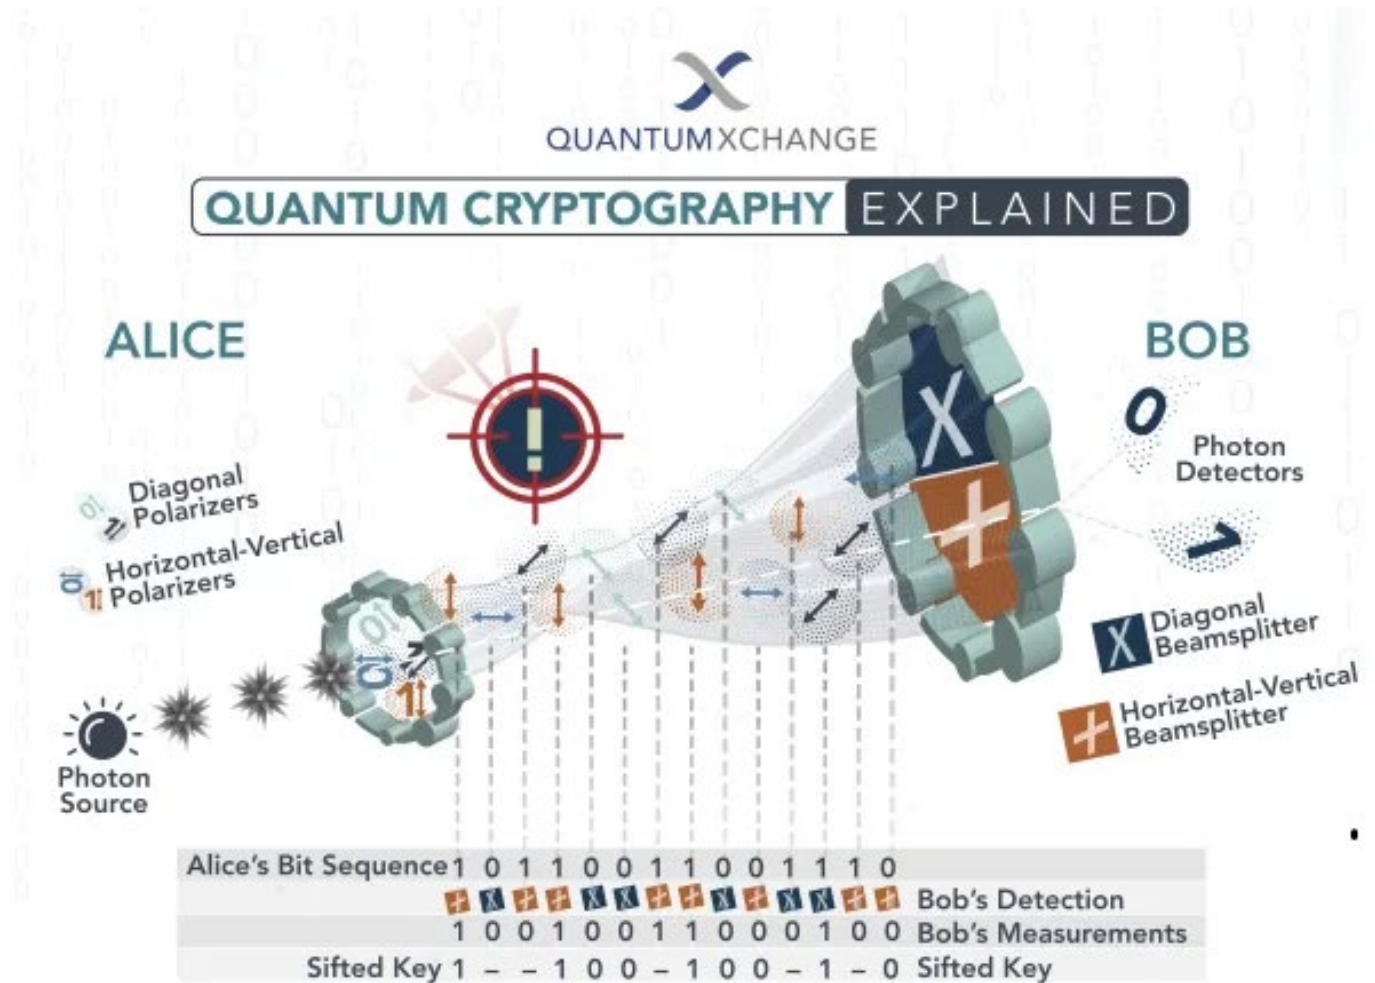 QUANTUMXCHANGE
QUANTUM CRYPTOGRAPHY EXPLAINED
ALICE
BOB
0
Photon
Detectors
1
Diagonal
Polarizers
Horizontal-Vertical
Polarizers
Diagonal
Beamsplitter
Horizontal-Vertical
Beamsplitter
Photon
Source
Alice's Bit Sequence 1 0 1 1 0 0 1 1 0 0 1 1 1 0
+ X + + X X + + X + X X + + Bob's Detection
1 0 0 1 0 0 1 1 0 0 0 1 0 0 Bob's Measurements
Sifted Key 1 – – 1 0 0 – 1 0 0 – 1 – 0 Sifted Key